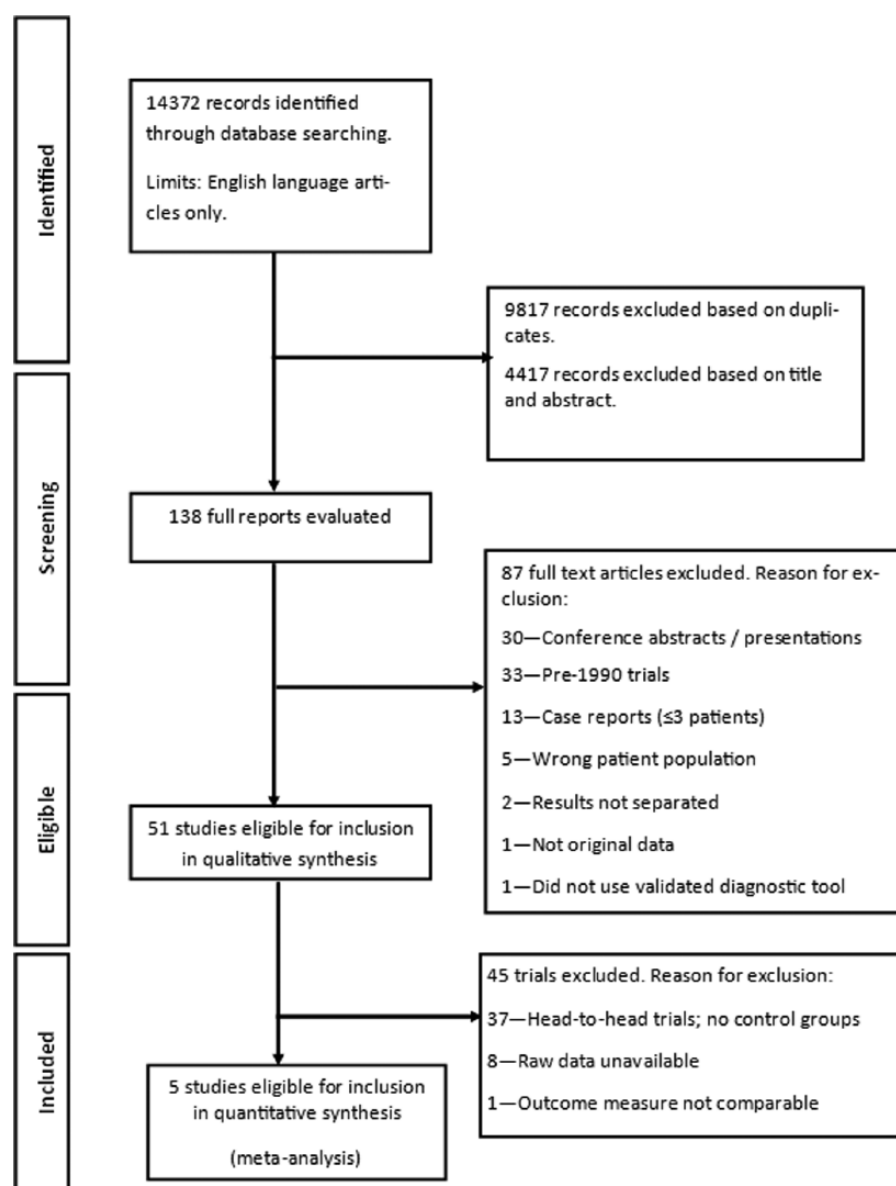 Identified
14372 records identified
through database searching.
Limits: English language arti-
cles only.
9817 records excluded based on dupli-
cates.
4417 records excluded based on title
and abstract.
Screening
138 full reports evaluated
87 full text articles excluded. Reason for ex-
clusion:
30—Conference abstracts / presentations
33—Pre-1990 trials
13—Case reports (≤3 patients)
5—Wrong patient population
2—Results not separated
1—Not original data
1—Did not use validated diagnostic tool
Eligible
51 studies eligible for inclusion
in qualitative synthesis
45 trials excluded. Reason for exclusion:
37—Head-to-head trials; no control groups
8—Raw data unavailable
1—Outcome measure not comparable
Included
5 studies eligible for inclusion
in quantitative synthesis
(meta-analysis)